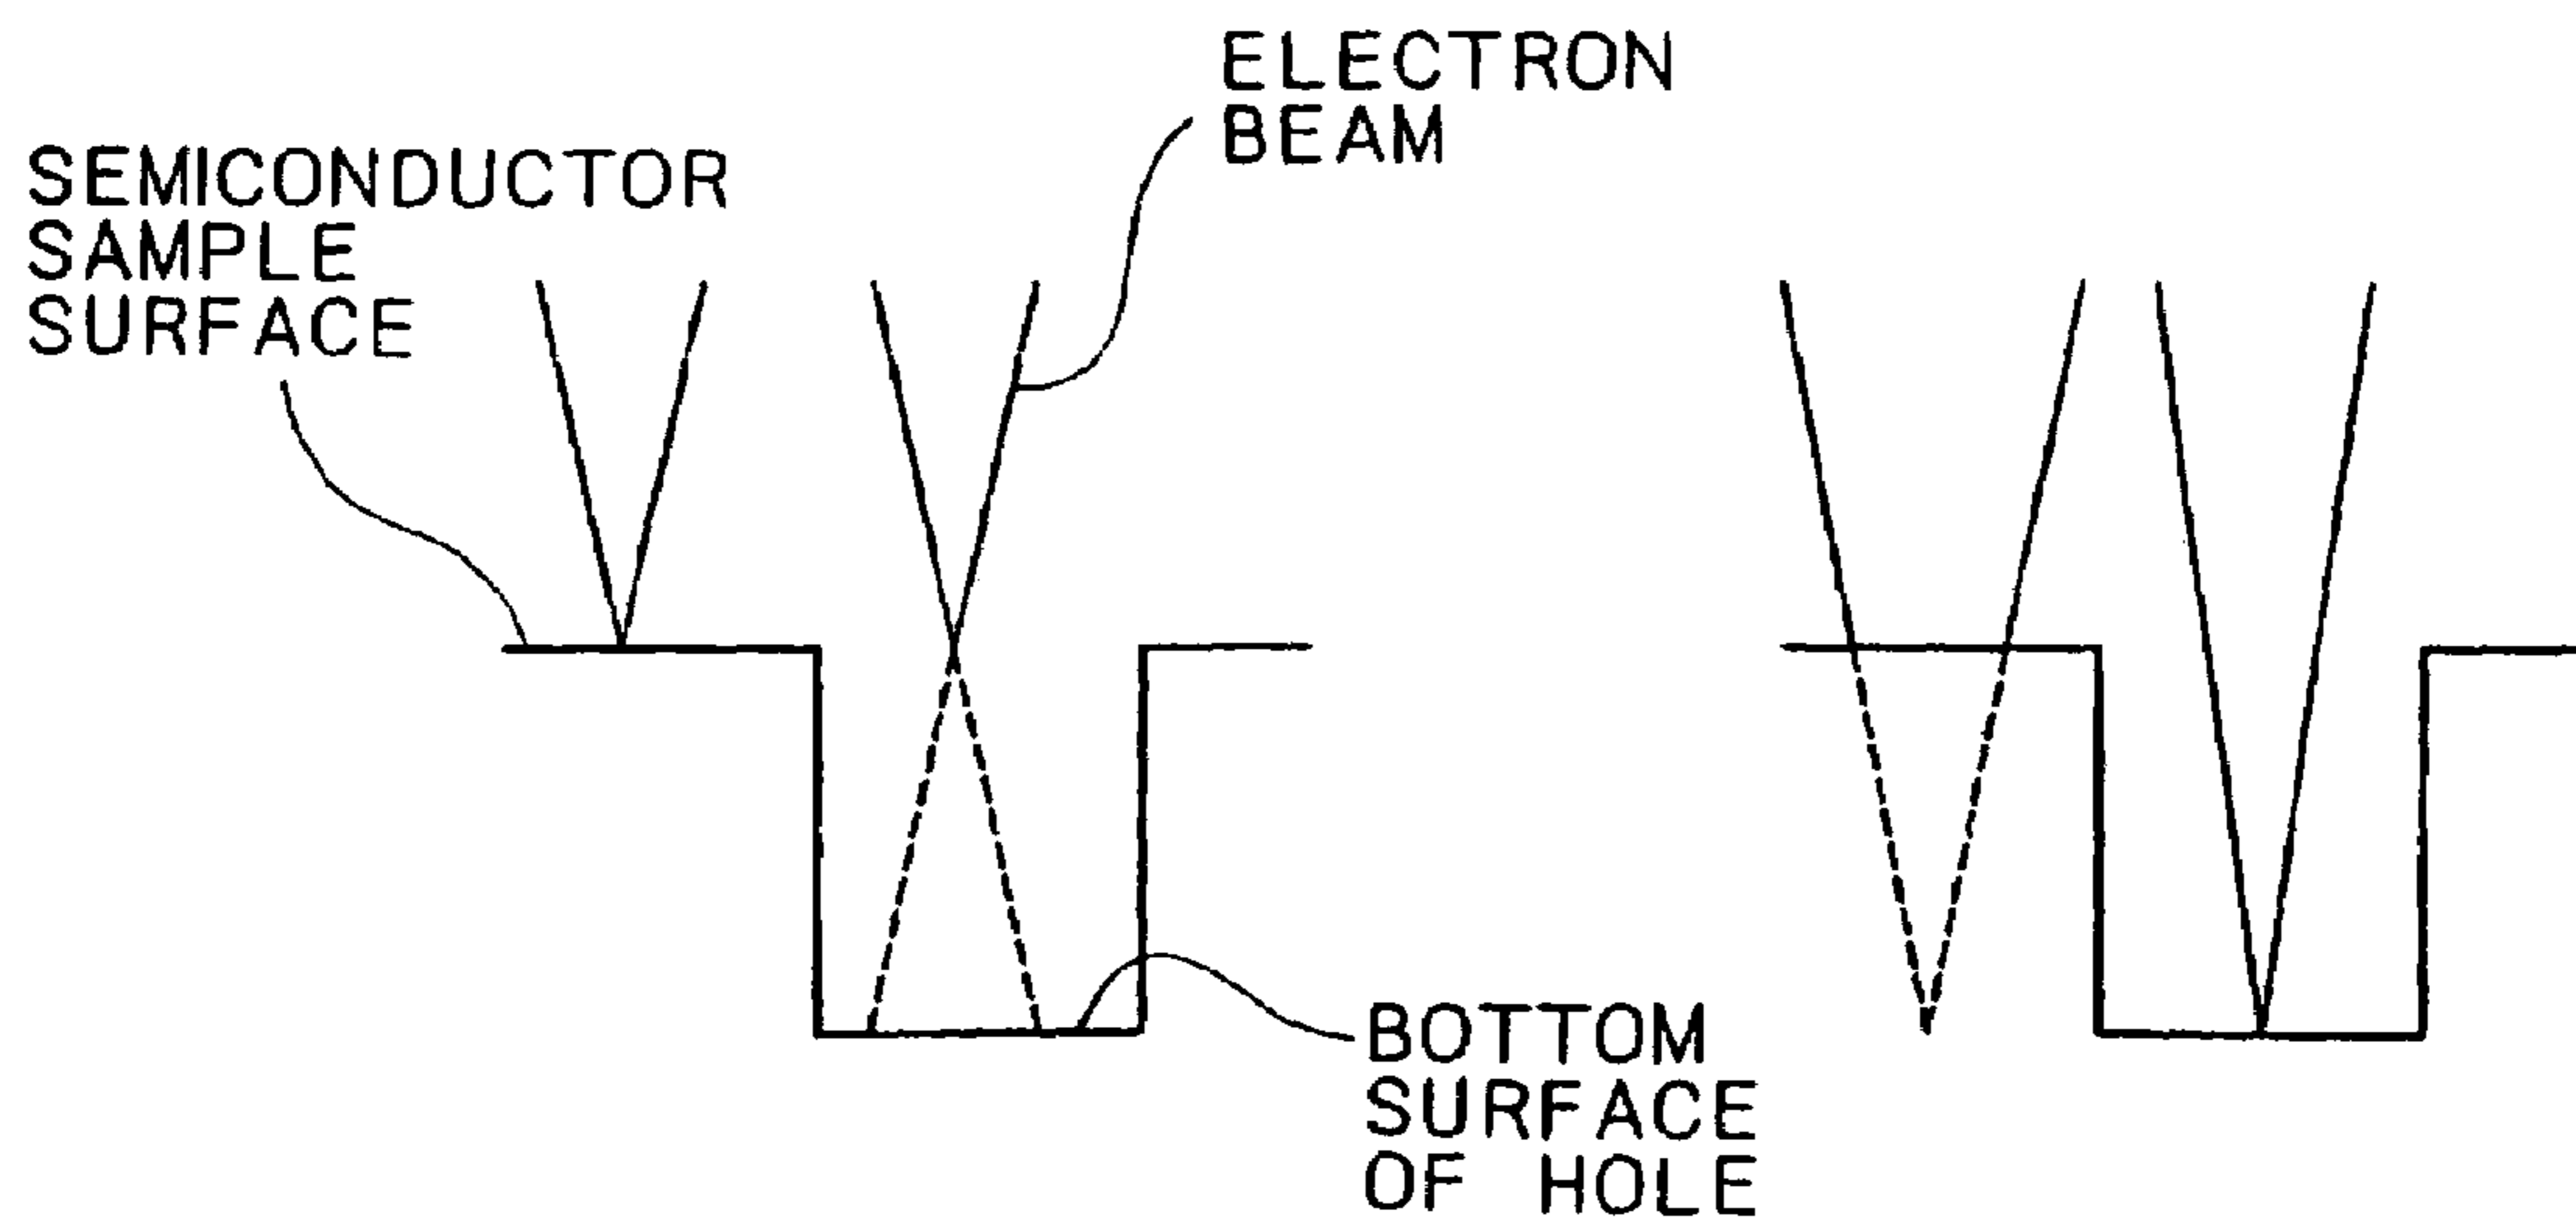 ELECTRON
BEAM
SEMICONDUCTOR
SAMPLE
SURFACE
BOTTOM
SURFACE
OF HOLE